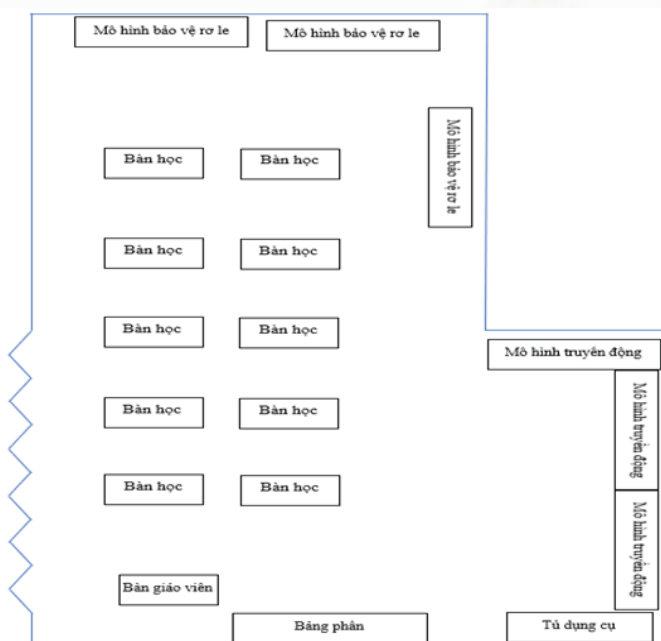 Mô hình bảo vệ rơ le
Mô hình bảo vệ rơ le
Mô hình bảo vệ rơ le
Bàn học
Bàn học
Bàn học
Bàn học
Bàn học
Bàn học
Mô hình truyền động
Mô hình truyền động
Bàn học
Bàn học
Bàn học
Bàn học
Mô hình truyền động
Bàn giáo viên
Bảng phấn
Tủ dụng cụ